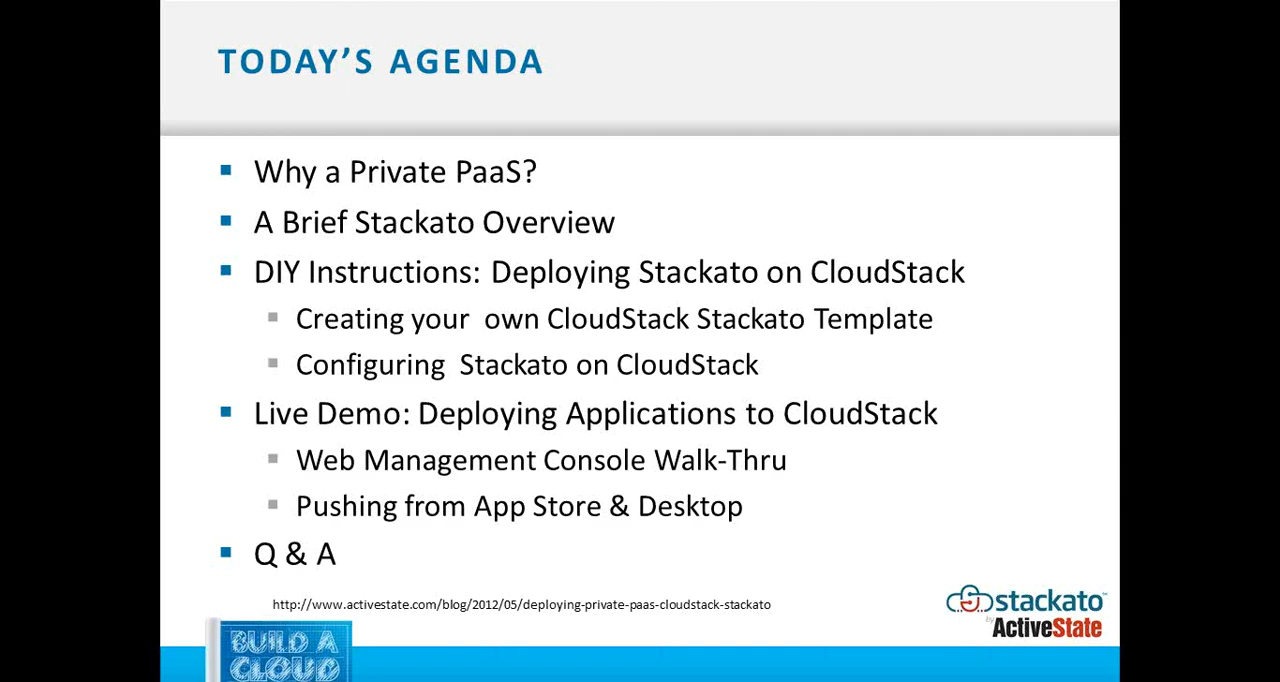 TODAY’S AGENDA
Why a Private PaaS?
A Brief Stackato Overview
DIY Instructions: Deploying Stackato on CloudStack
Creating your own CloudStack Stackato Template
Configuring Stackato on CloudStack
Live Demo: Deploying Applications to CloudStack
Web Management Console Walk-Thru
Pushing from App Store & Desktop
Q & A
http://www.activestate.com/blog/2012/05/deploying-private-paas-cloudstack-stackato
stackato™
by ActiveState
BUILD A
CLOUD